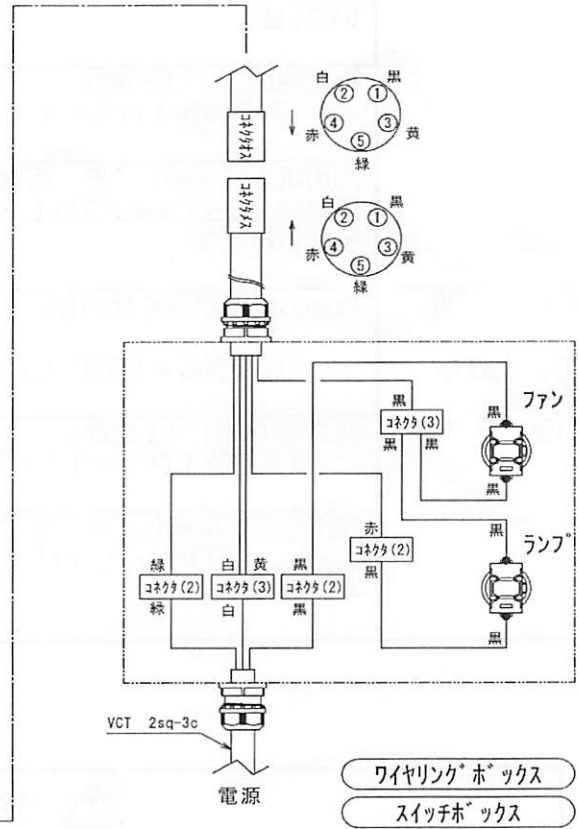 白 黒
② ①
④ ③
赤 ⑤ 黄
緑
コネクタオス
白 黒
② ①
④ ③
赤 ⑤ 黄
緑
コネクタメス
ファン
黒
黒
コネクタ(3)
黒 黒
黒
ランプ
黒
赤
コネクタ(2)
黒
黒
緑
コネクタ(2)
緑
白 黄
コネクタ(3)
白
黒
コネクタ(2)
黒
VCT 2sq-3c
電源
ワイヤリングボックス
スイッチボックス